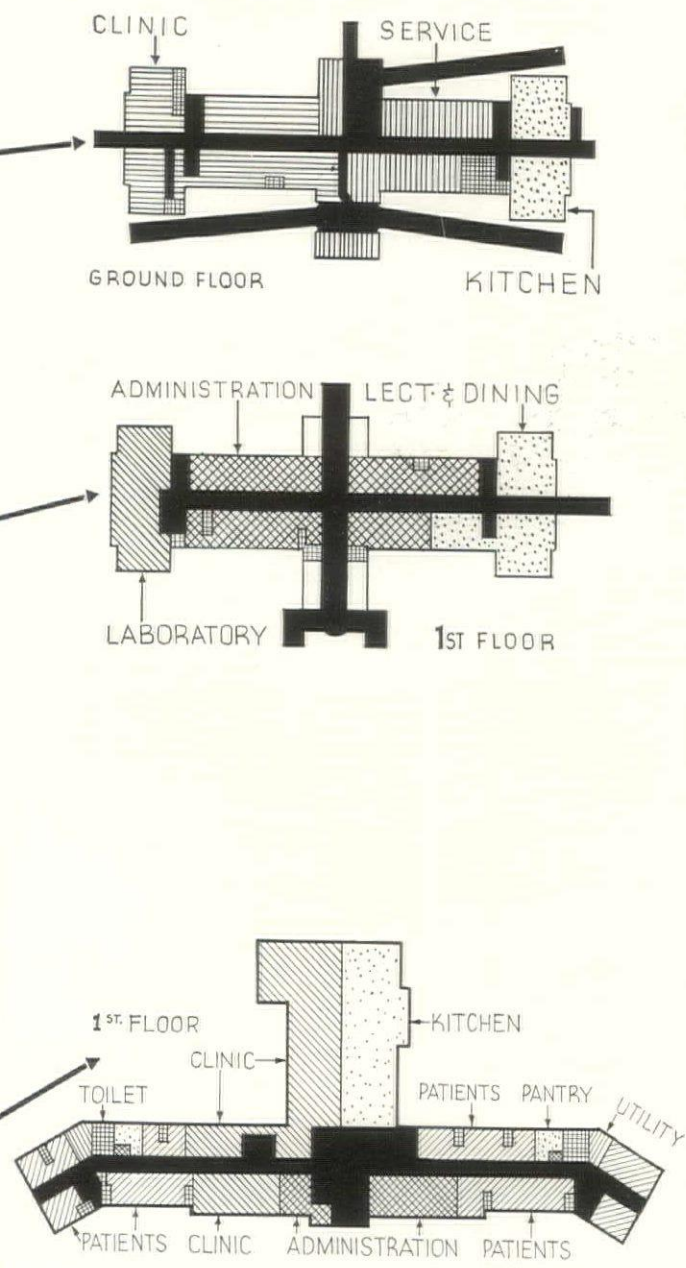 CLINIC
SERVICE
GROUND FLOOR
KITCHEN
ADMINISTRATION
LECT. & DINING
LABORATORY
1ST FLOOR
1ST. FLOOR
KITCHEN
CLINIC
TOILET
PATIENTS
PANTRY
UTILITY
PATIENTS
CLINIC
ADMINISTRATION
PATIENTS